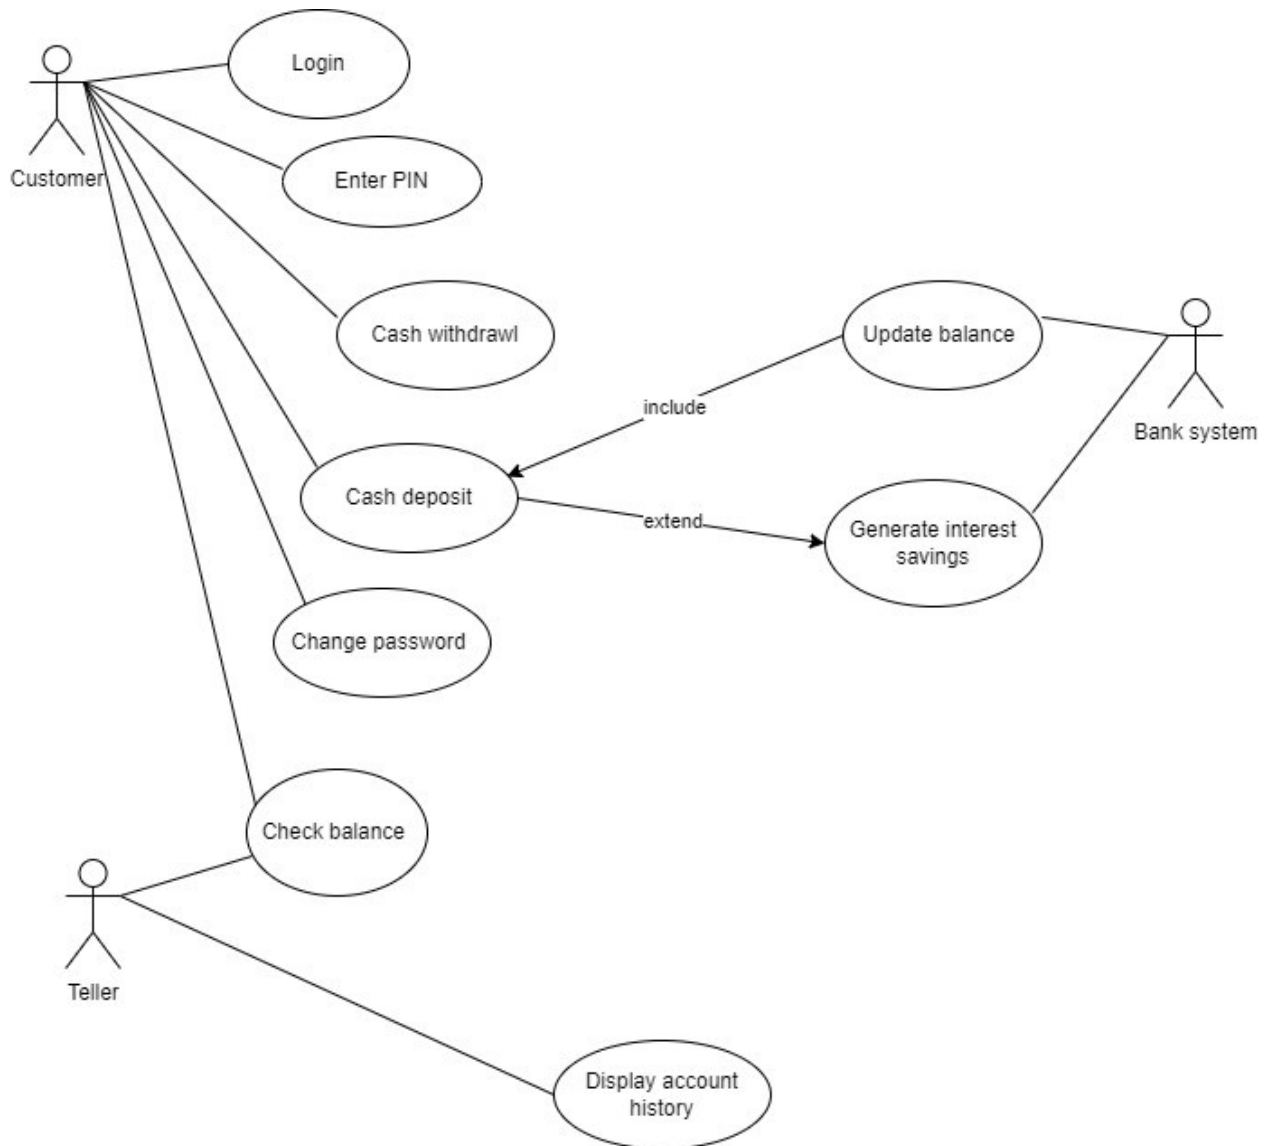 Login
Customer
Enter PIN
Cash withdrawl
Update balance
include
Bank system
Cash deposit
extend
Generate interest
savings
Change password
Check balance
Teller
Display account
history